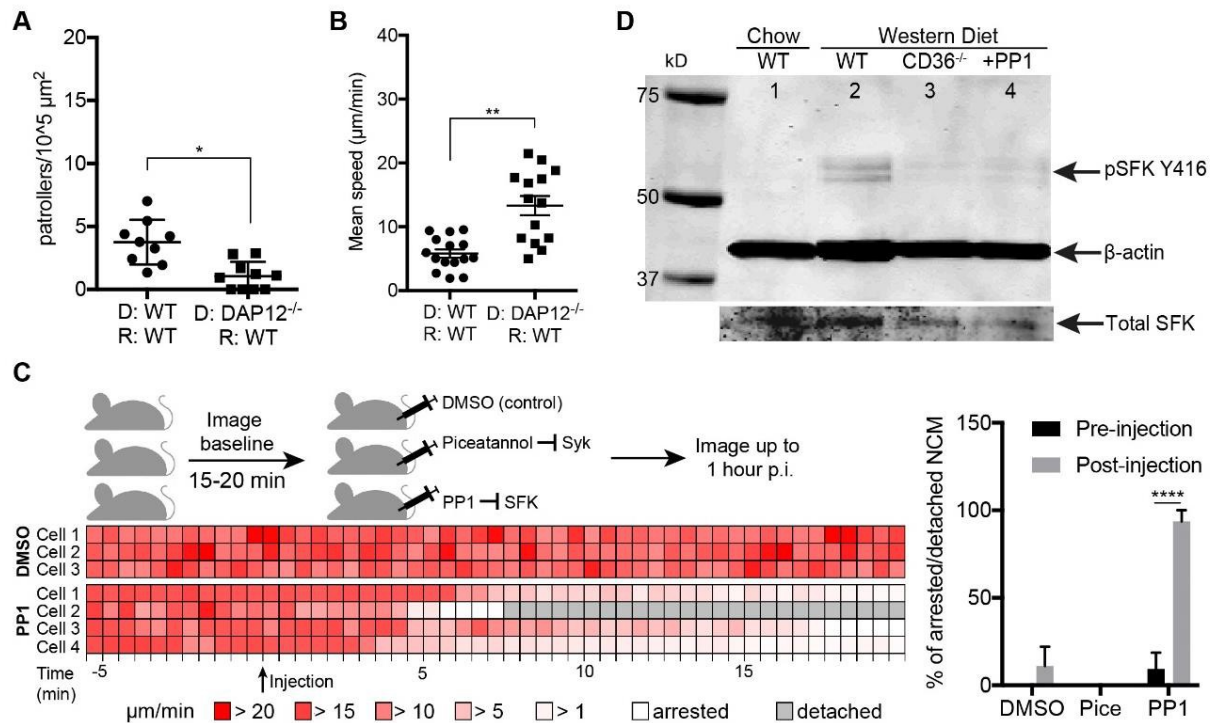 A
patrollers/10^5 µm²
20
15
10
5
0
*
D: WT
R: WT
D: DAP12-/-
R: WT
B
Mean speed (µm/min)
40
30
20
10
0
**
D: WT
R: WT
D: DAP12-/-
R: WT
D
Chow
Western Diet
kD
WT
WT
CD36-/-
+PP1
75
50
37
1
2
3
4
pSFK Y416
β-actin
Total SFK
C
Image
baseline
15-20 min
DMSO (control)
Piceatannol
Syk
PP1
SFK
Image up to
1 hour p.i.
DMSO
Cell 1
Cell 2
Cell 3
PP1
Cell 1
Cell 2
Cell 3
Cell 4
Time
(min)
-5
5
10
15
Injection
µm/min
> 20
> 15
> 10
> 5
> 1
arrested
detached
% of arrested/detached NCM
150
100
50
0
Pre-injection
Post-injection
****
DMSO
Pice
PP1